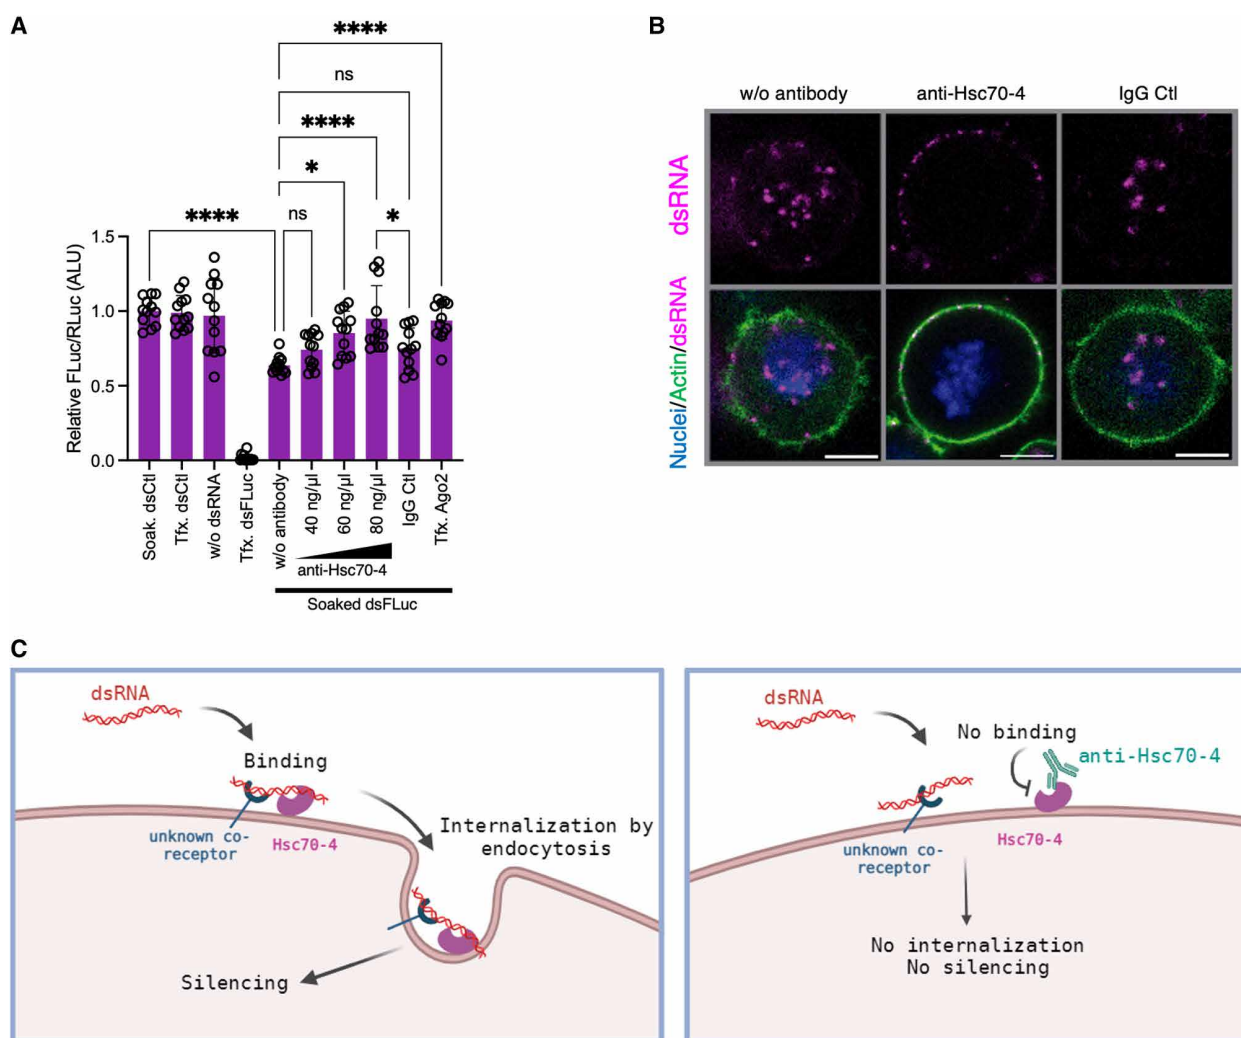 A
****
ns
****
*
****
ns
*
Relative FLuc/RLuc (ALU)
1.5
1.0
0.5
0.0
Soak. dsCtl
Tfx. dsCtl
w/o dsRNA
Tfx. dsFLuc
w/o antibody
40 ng/µl
60 ng/µl
80 ng/µl
IgG Ctl
Tfx. Ago2
anti-Hsc70-4
Soaked dsFLuc
B
w/o antibody
anti-Hsc70-4
IgG Ctl
dsRNA
Nuclei/Actin/dsRNA
C
dsRNA
Binding
unknown co-
receptor
Hsc70-4
Internalization by
endocytosis
Silencing
dsRNA
No binding
anti-Hsc70-4
unknown co-
receptor
Hsc70-4
No internalization
No silencing